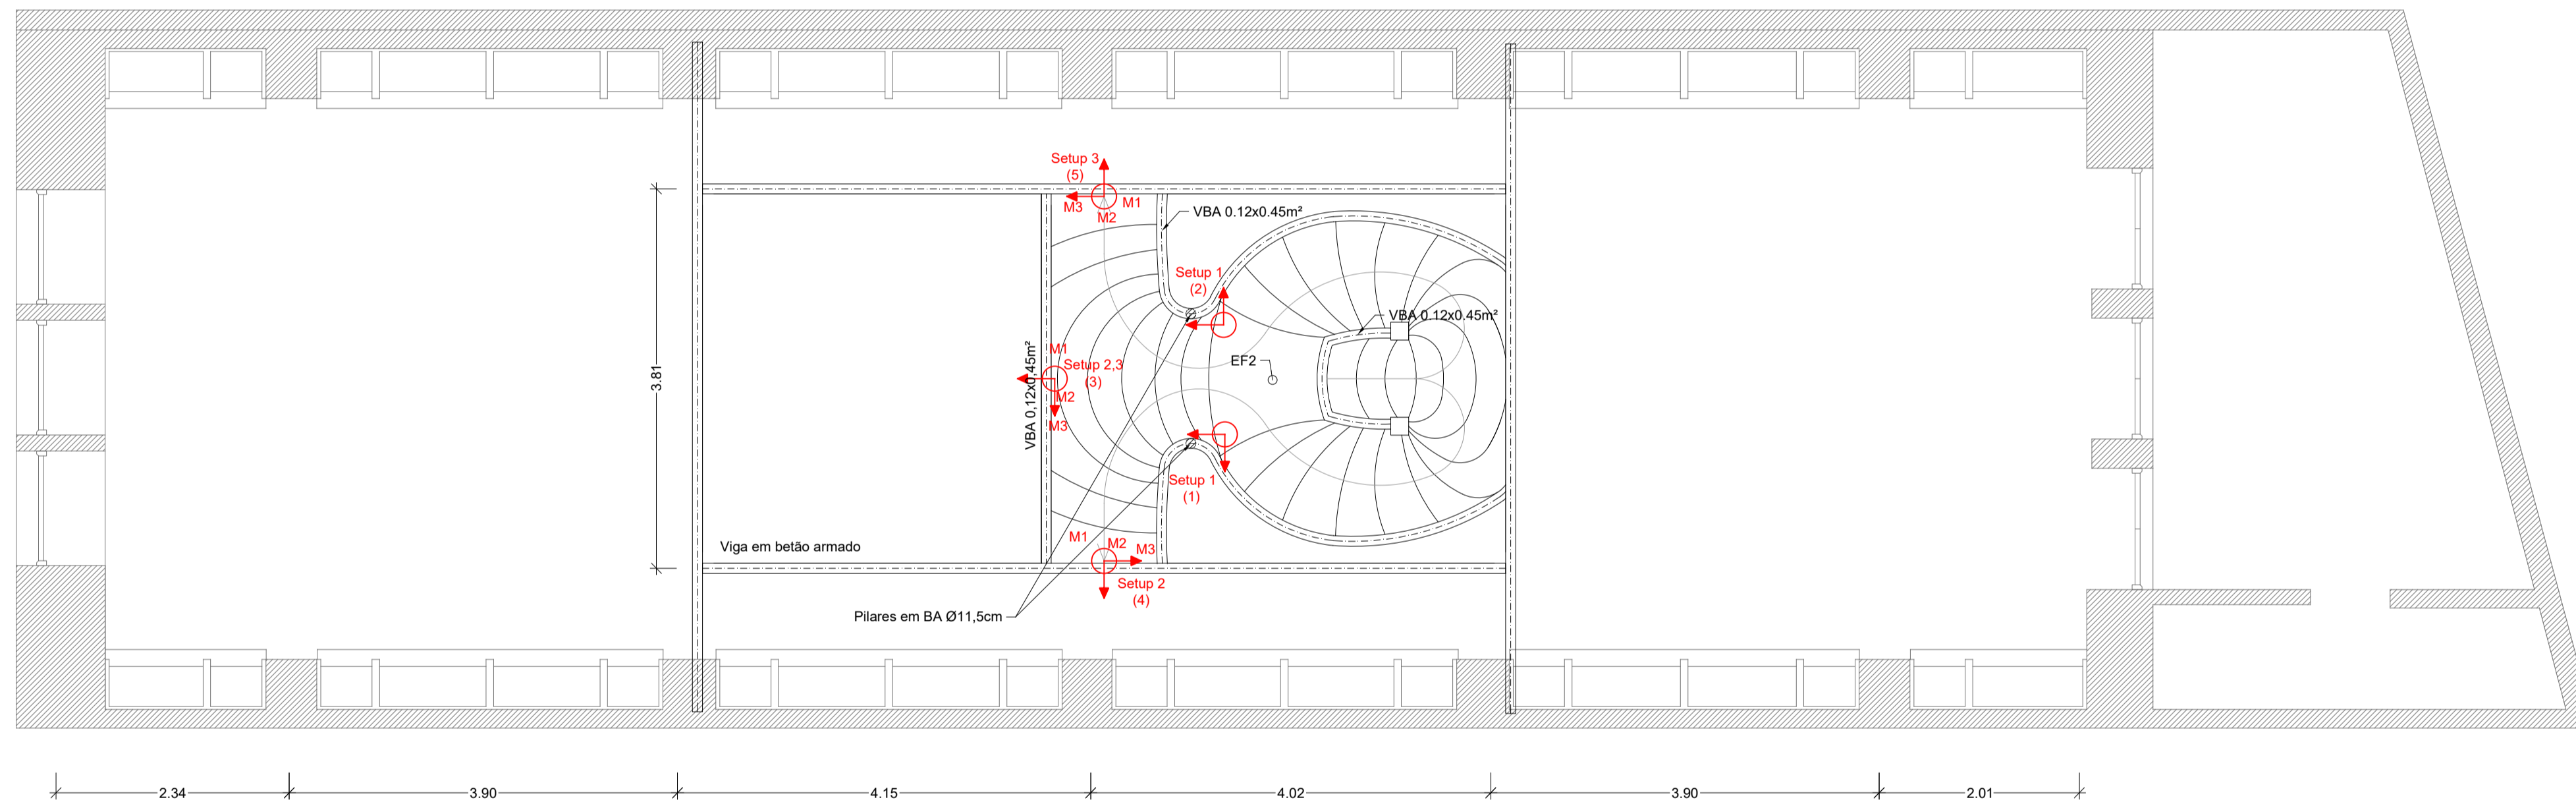 Setup 3
(5)
M3
M2
M1
VBA 0.12x0.45m²
Setup 1
(2)
VBA 0.12x0.45m²
M1
Setup 2,3
(3)
M2
M3
VBA 0,12x0,45m²
EF2
3.81
Setup 1
(1)
M1
M2
M3
Viga em betão armado
Setup 2
(4)
Pilares em BA Ø11,5cm
2.34
3.90
4.15
4.02
3.90
2.01